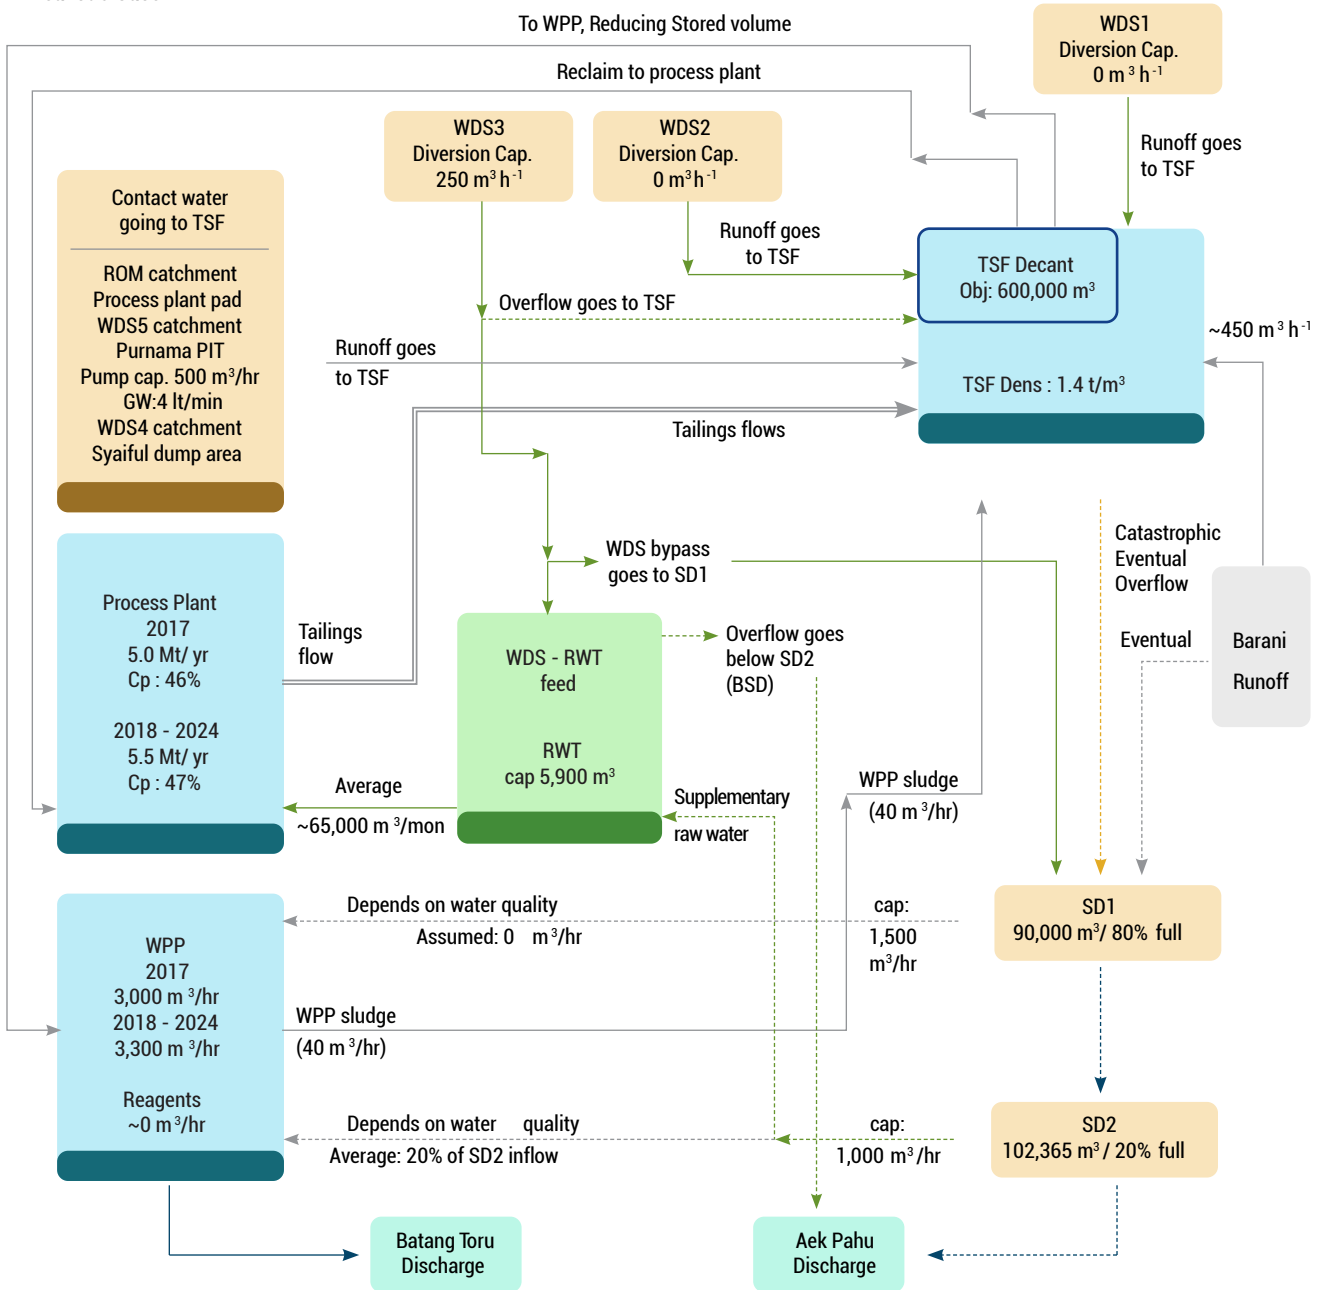 To WPP, Reducing Stored volume
Reclaim to process plant
WDS1
Diversion Cap.
0 m³ h⁻¹
WDS3
Diversion Cap.
250 m³ h⁻¹
WDS2
Diversion Cap.
0 m³ h⁻¹
Runoff goes
to TSF
Contact water
going to TSF
ROM catchment
Process plant pad
WDS5 catchment
Purnama PIT
Pump cap. 500 m³/hr
GW:4 lt/min
WDS4 catchment
Syaiful dump area
Runoff goes
to TSF
TSF Decant
Obj: 600,000 m³
Overflow goes to TSF
~450 m³ h⁻¹
Runoff goes
to TSF
TSF Dens : 1.4 t/m³
Tailings flows
Catastrophic
Eventual
Overflow
WDS bypass
goes to SD1
Process Plant
2017
5.0 Mt/ yr
Cp : 46%
2018 - 2024
5.5 Mt/ yr
Cp : 47%
Tailings
flow
WDS - RWT
feed
RWT
cap 5,900 m³
Overflow goes
below SD2
(BSD)
Eventual
Barani
Runoff
Average
~65,000 m³/mon
Supplementary
raw water
WPP sludge
(40 m³/hr)
Depends on water quality
Assumed: 0 m³/hr
cap:
1,500
m³/hr
SD1
90,000 m³/ 80% full
WPP
2017
3,000 m³/hr
2018 - 2024
3,300 m³/hr
Reagents
~0 m³/hr
WPP sludge
(40 m³/hr)
Depends on water quality
Average: 20% of SD2 inflow
cap:
1,000 m³/hr
SD2
102,365 m³ / 20% full
Batang Toru
Discharge
Aek Pahu
Discharge